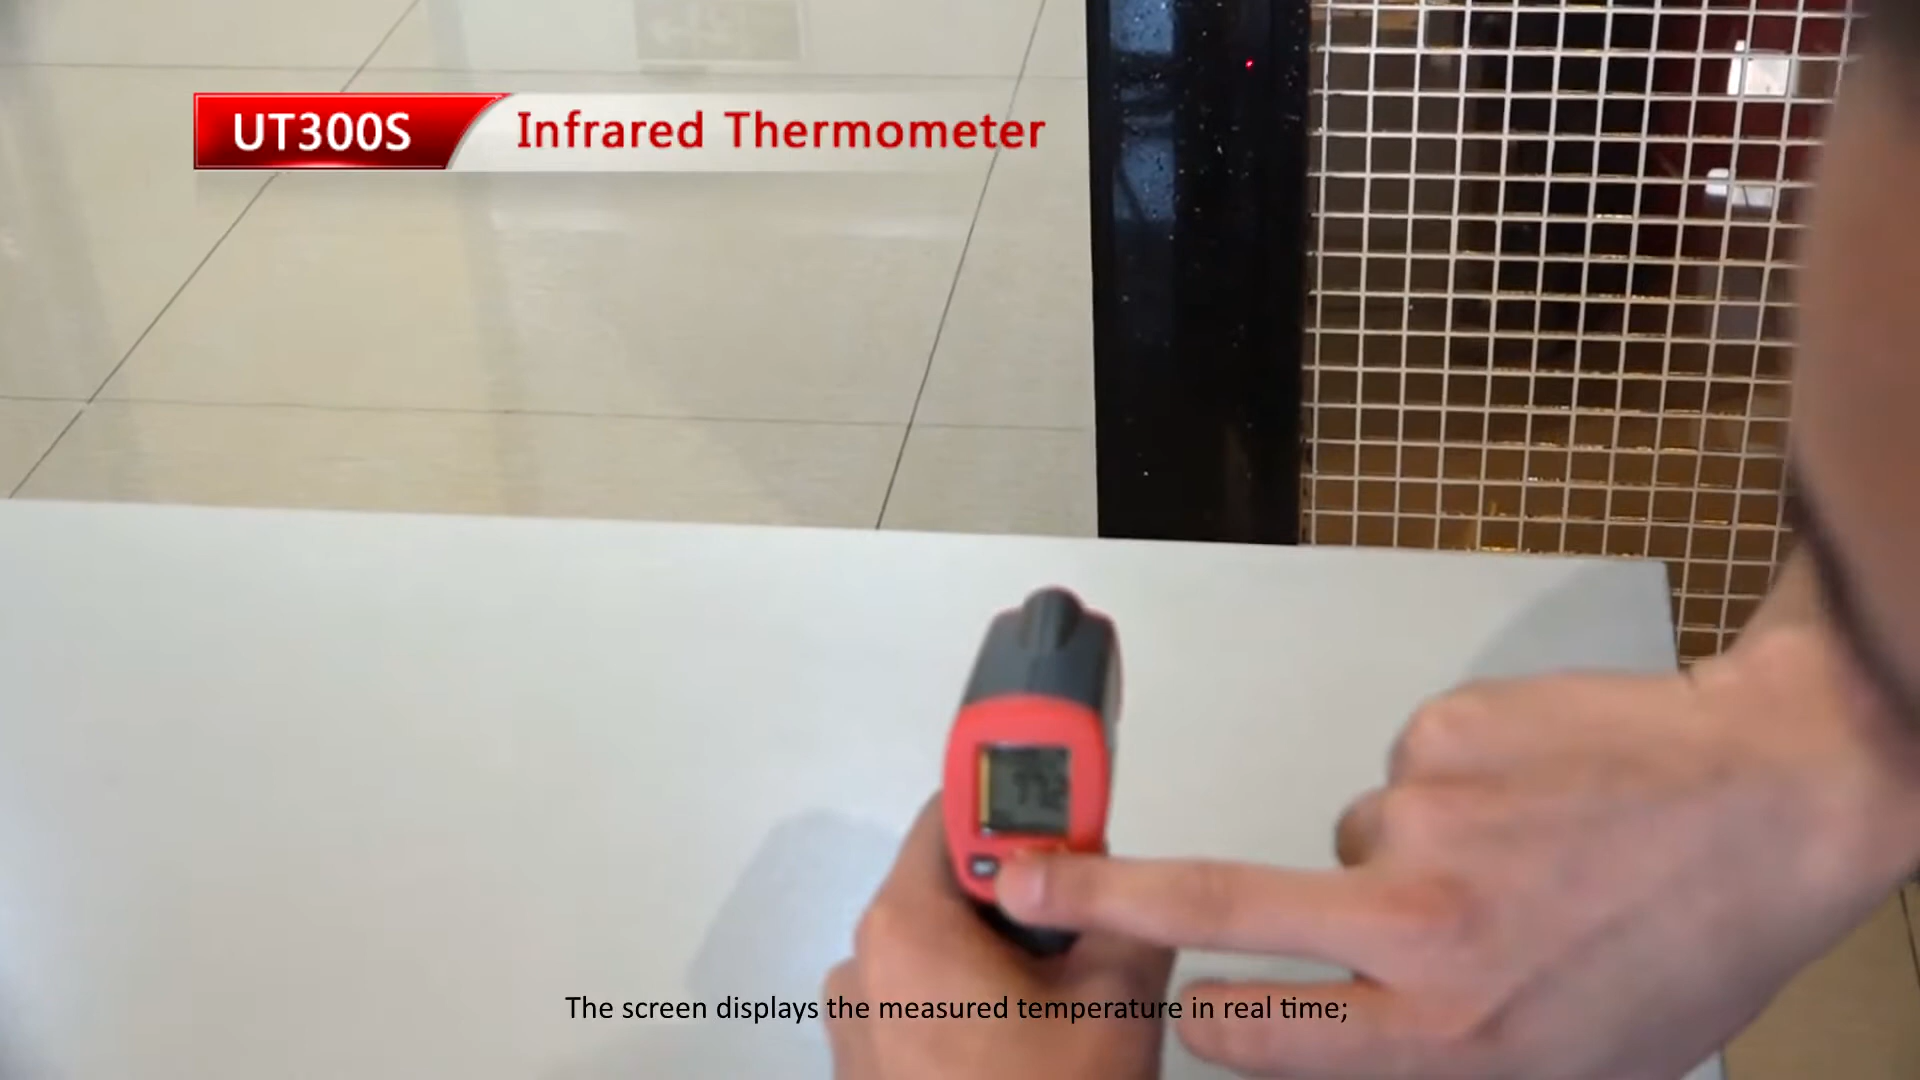 UT300S Infrared Thermometer
The screen displays the measured temperature in real time;